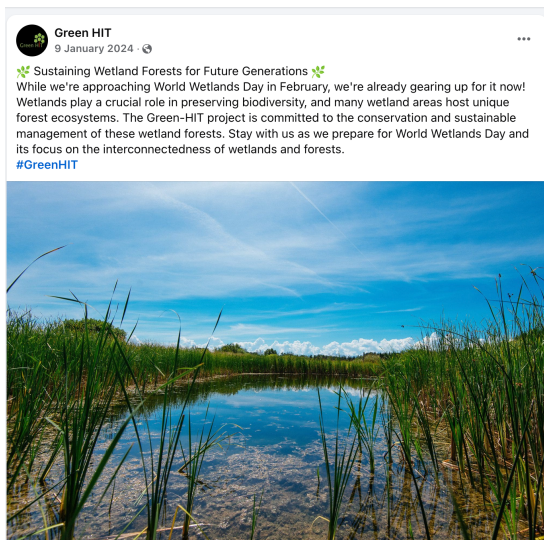 Green HIT
Green HIT
9 January 2024 ·
🌿 Sustaining Wetland Forests for Future Generations 🌿
While we're approaching World Wetlands Day in February, we're already gearing up for it now!
Wetlands play a crucial role in preserving biodiversity, and many wetland areas host unique
forest ecosystems. The Green-HIT project is committed to the conservation and sustainable
management of these wetland forests. Stay with us as we prepare for World Wetlands Day and
its focus on the interconnectedness of wetlands and forests.
#GreenHIT